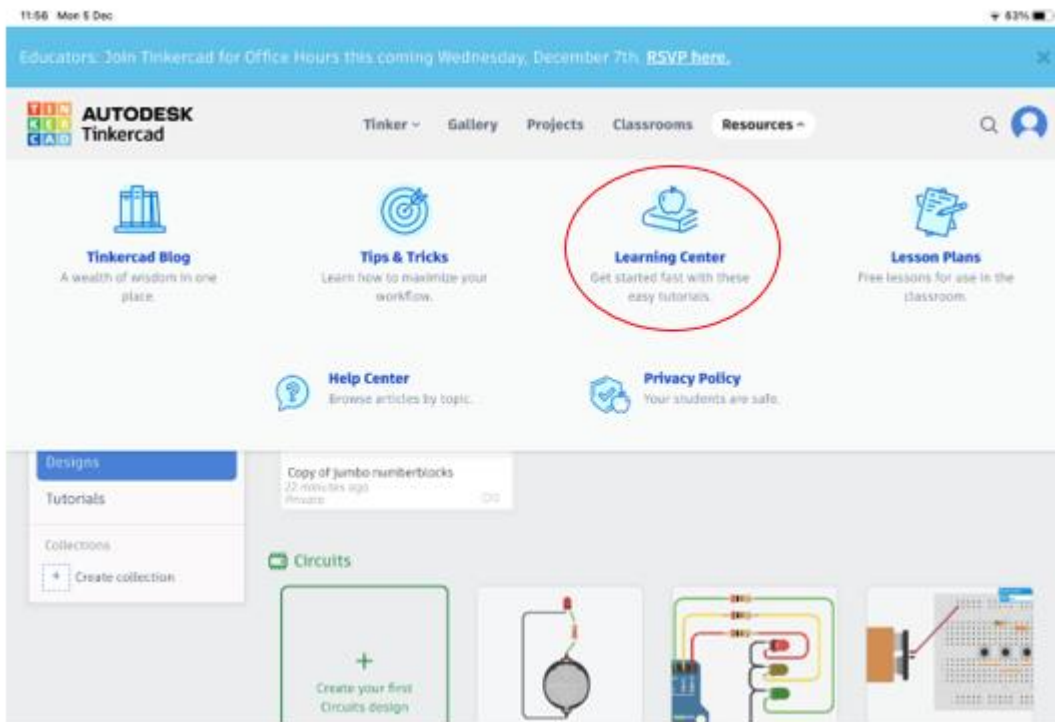 11:56 Mon 5 Dec
83%
Educators: Join Tinkercad for Office Hours this coming Wednesday, December 7th. RSVP here.
TIN
KER
CAD
AUTODESK
Tinkercad
Tinker
Gallery
Projects
Classrooms
Resources
Tinkercad Blog
A wealth of wisdom in one
place.
Tips & Tricks
Learn how to maximize your
workflow.
Learning Center
Get started fast with these
easy tutorials.
Lesson Plans
Free lessons for use in the
classroom.
Help Center
Browse articles by topic.
Privacy Policy
Your students are safe.
Designs
Tutorials
Collections
+ Create collection
Copy of jumbo numberblocks
22 minutes ago
Private
Circuits
+
Create your first
Circuits design